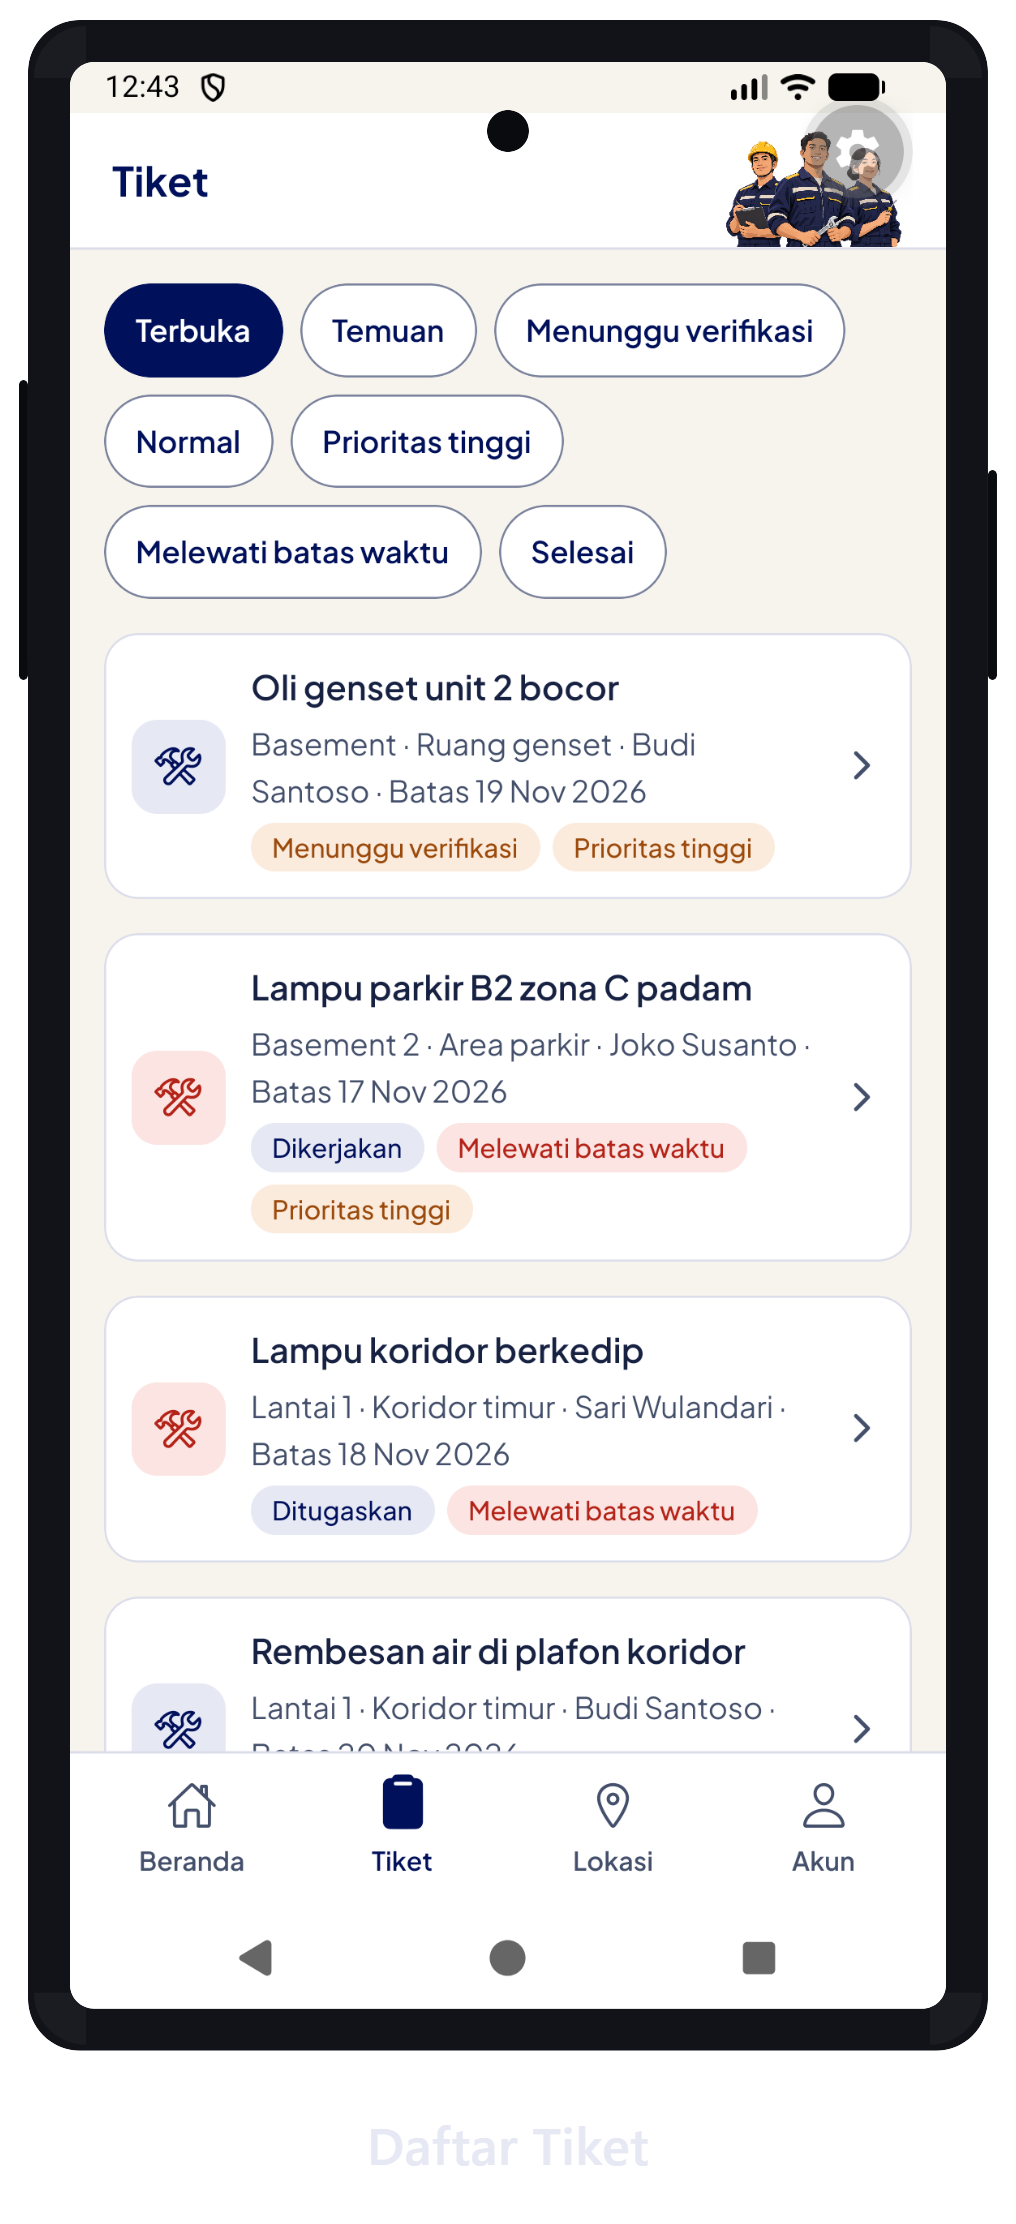 12:43
Tiket
Terbuka
Temuan
Menunggu verifikasi
Normal
Prioritas tinggi
Melewati batas waktu
Selesai
Oli genset unit 2 bocor
Basement · Ruang genset · Budi
Santoso · Batas 19 Nov 2026
Menunggu verifikasi
Prioritas tinggi
Lampu parkir B2 zona C padam
Basement 2 · Area parkir · Joko Susanto ·
Batas 17 Nov 2026
Dikerjakan
Melewati batas waktu
Prioritas tinggi
Lampu koridor berkedip
Lantai 1 · Koridor timur · Sari Wulandari ·
Batas 18 Nov 2026
Ditugaskan
Melewati batas waktu
Rembesan air di plafon koridor
Lantai 1 · Koridor timur · Budi Santoso ·
Batas 20 Nov 2026
Beranda
Tiket
Lokasi
Akun
Daftar Tiket